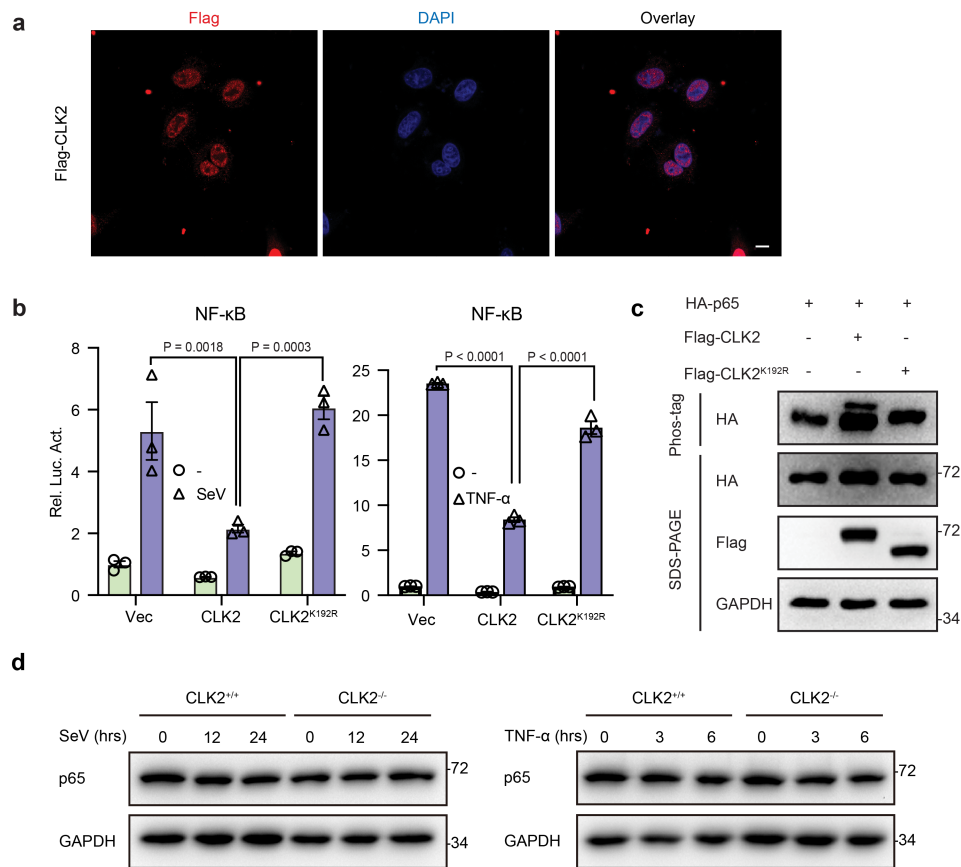 a
Flag DAPI Overlay
Flag-CLK2
b
NF-κB
Rel. Luc. Act.
8
6
4
2
0
P = 0.0018 P = 0.0003
-
SeV
Vec CLK2 CLK2K192R
NF-κB
25
20
15
10
5
0
P < 0.0001 P < 0.0001
-
TNF-α
Vec CLK2 CLK2K192R
c
HA-p65 + + +
Flag-CLK2 - + -
Flag-CLK2K192R - - +
Phos-tag
HA
SDS-PAGE
HA -72
Flag -72
GAPDH -34
d
CLK2+/+ CLK2-/-
SeV (hrs) 0 12 24 0 12 24
p65 -72
GAPDH -34
CLK2+/+ CLK2-/-
TNF-α (hrs) 0 3 6 0 3 6
p65 -72
GAPDH -34